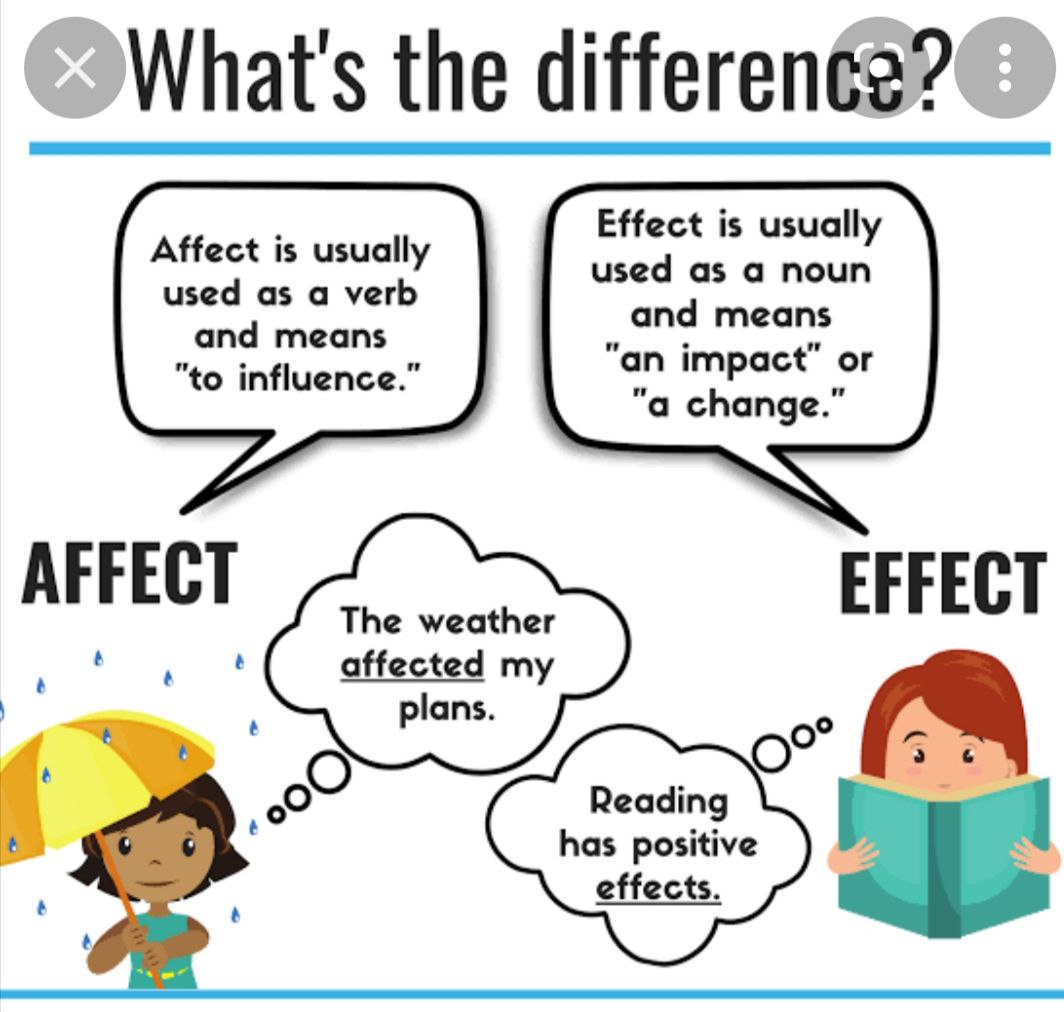 What's the difference?
Affect is usually
used as a verb
and means
"to influence."
Effect is usually
used as a noun
and means
"an impact" or
"a change."
AFFECT
EFFECT
The weather
affected my
plans.
Reading
has positive
effects.